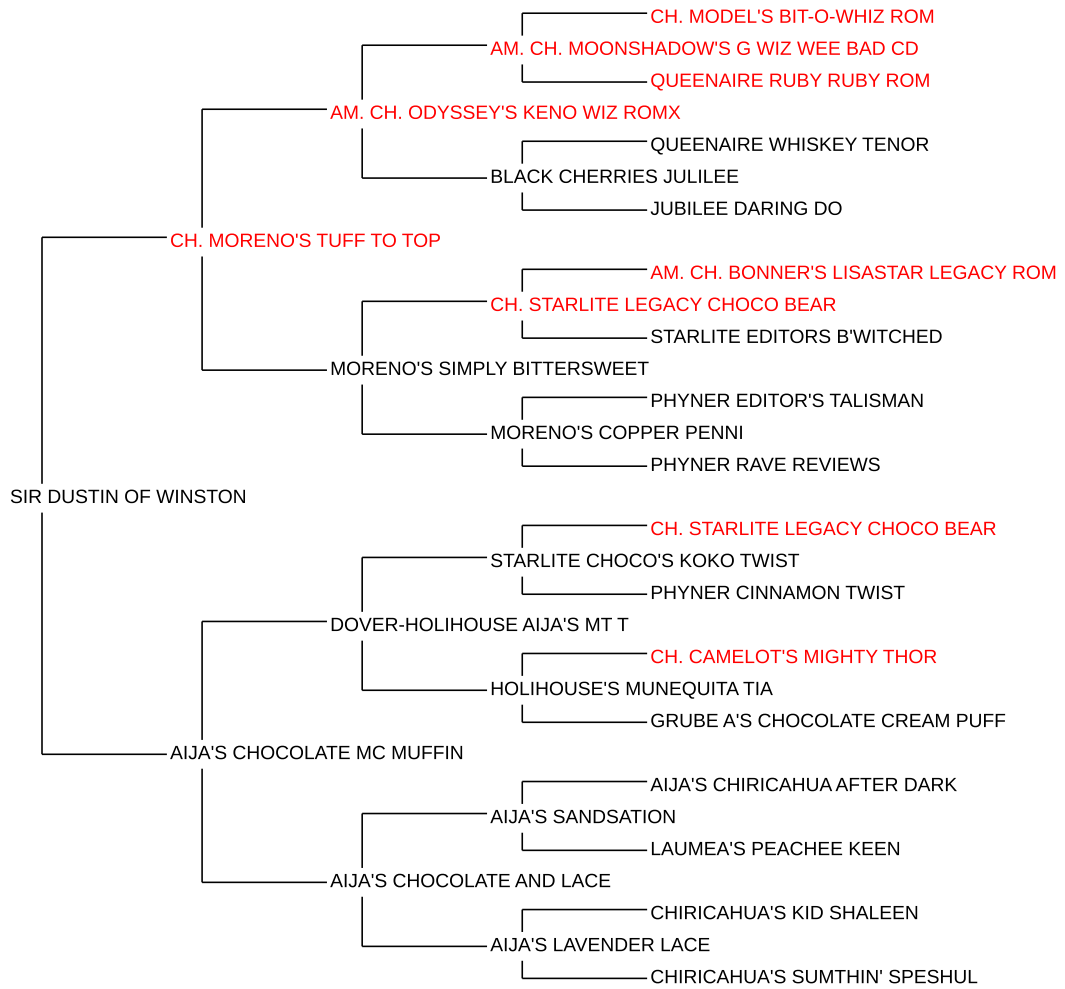 CH. MODEL'S BIT-O-WHIZ ROM
AM. CH. MOONSHADOW'S G WIZ WEE BAD CD
QUEENAIRE RUBY RUBY ROM
AM. CH. ODYSSEY'S KENO WIZ ROMX
QUEENAIRE WHISKEY TENOR
BLACK CHERRIES JULILEE
JUBILEE DARING DO
CH. MORENO'S TUFF TO TOP
AM. CH. BONNER'S LISASTAR LEGACY ROM
CH. STARLITE LEGACY CHOCO BEAR
STARLITE EDITORS B'WITCHED
MORENO'S SIMPLY BITTERSWEET
PHYNER EDITOR'S TALISMAN
MORENO'S COPPER PENNI
PHYNER RAVE REVIEWS
SIR DUSTIN OF WINSTON
CH. STARLITE LEGACY CHOCO BEAR
STARLITE CHOCO'S KOKO TWIST
PHYNER CINNAMON TWIST
DOVER-HOLIHOUSE AIJA'S MT T
CH. CAMELOT'S MIGHTY THOR
HOLIHOUSE'S MUNEQUITA TIA
GRUBE A'S CHOCOLATE CREAM PUFF
AIJA'S CHOCOLATE MC MUFFIN
AIJA'S CHIRICAHUA AFTER DARK
AIJA'S SANDSATION
LAUMEA'S PEACHEE KEEN
AIJA'S CHOCOLATE AND LACE
CHIRICAHUA'S KID SHALEEN
AIJA'S LAVENDER LACE
CHIRICAHUA'S SUMTHIN' SPESHUL